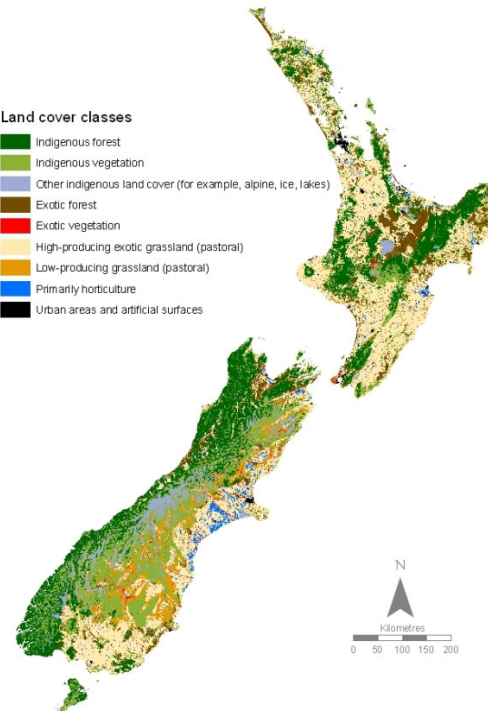 Land cover classes
Indigenous forest
Indigenous vegetation
Other indigenous land cover (for example, alpine, ice, lakes)
Exotic forest
Exotic vegetation
High-producing exotic grassland (pastoral)
Low-producing grassland (pastoral)
Primarily horticulture
Urban areas and artificial surfaces
N
Kilometres
0 50 100 150 200